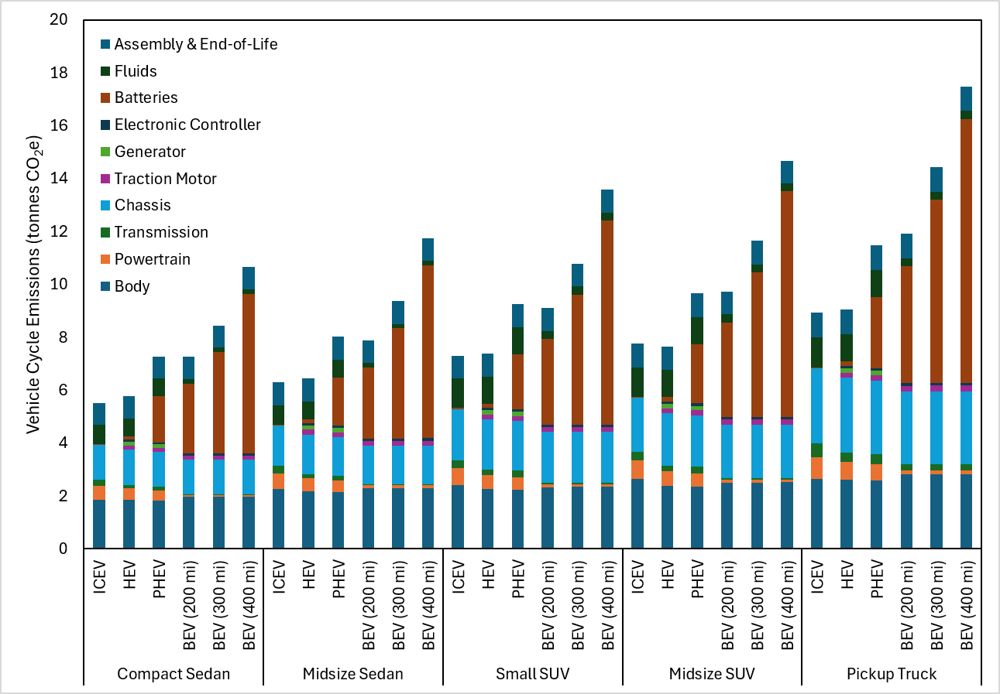 Vehicle Cycle Emissions (tonnes CO₂e)
20
18
16
14
12
10
8
6
4
2
0
Assembly & End-of-Life
Fluids
Batteries
Electronic Controller
Generator
Traction Motor
Chassis
Transmission
Powertrain
Body
ICEV
HEV
PHEV
BEV (200 mi)
BEV (300 mi)
BEV (400 mi)
ICEV
HEV
PHEV
BEV (200 mi)
BEV (300 mi)
BEV (400 mi)
ICEV
HEV
PHEV
BEV (200 mi)
BEV (300 mi)
BEV (400 mi)
ICEV
HEV
PHEV
BEV (200 mi)
BEV (300 mi)
BEV (400 mi)
ICEV
HEV
PHEV
BEV (200 mi)
BEV (300 mi)
BEV (400 mi)
Compact Sedan
Midsize Sedan
Small SUV
Midsize SUV
Pickup Truck